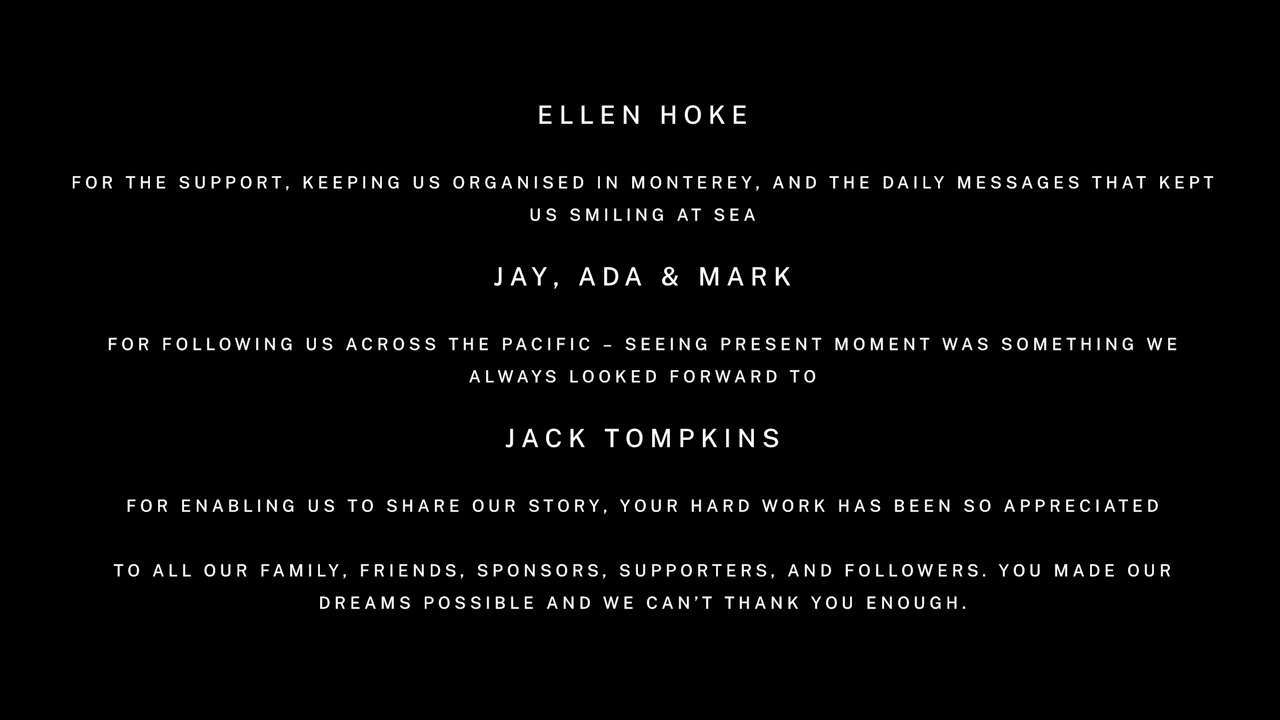 ELLEN HOKE
FOR THE SUPPORT, KEEPING US ORGANISED IN MONTEREY, AND THE DAILY MESSAGES THAT KEPT
US SMILING AT SEA
JAY, ADA & MARK
FOR FOLLOWING US ACROSS THE PACIFIC – SEEING PRESENT MOMENT WAS SOMETHING WE
ALWAYS LOOKED FORWARD TO
JACK TOMPKINS
FOR ENABLING US TO SHARE OUR STORY, YOUR HARD WORK HAS BEEN SO APPRECIATED
TO ALL OUR FAMILY, FRIENDS, SPONSORS, SUPPORTERS, AND FOLLOWERS. YOU MADE OUR
DREAMS POSSIBLE AND WE CAN’T THANK YOU ENOUGH.